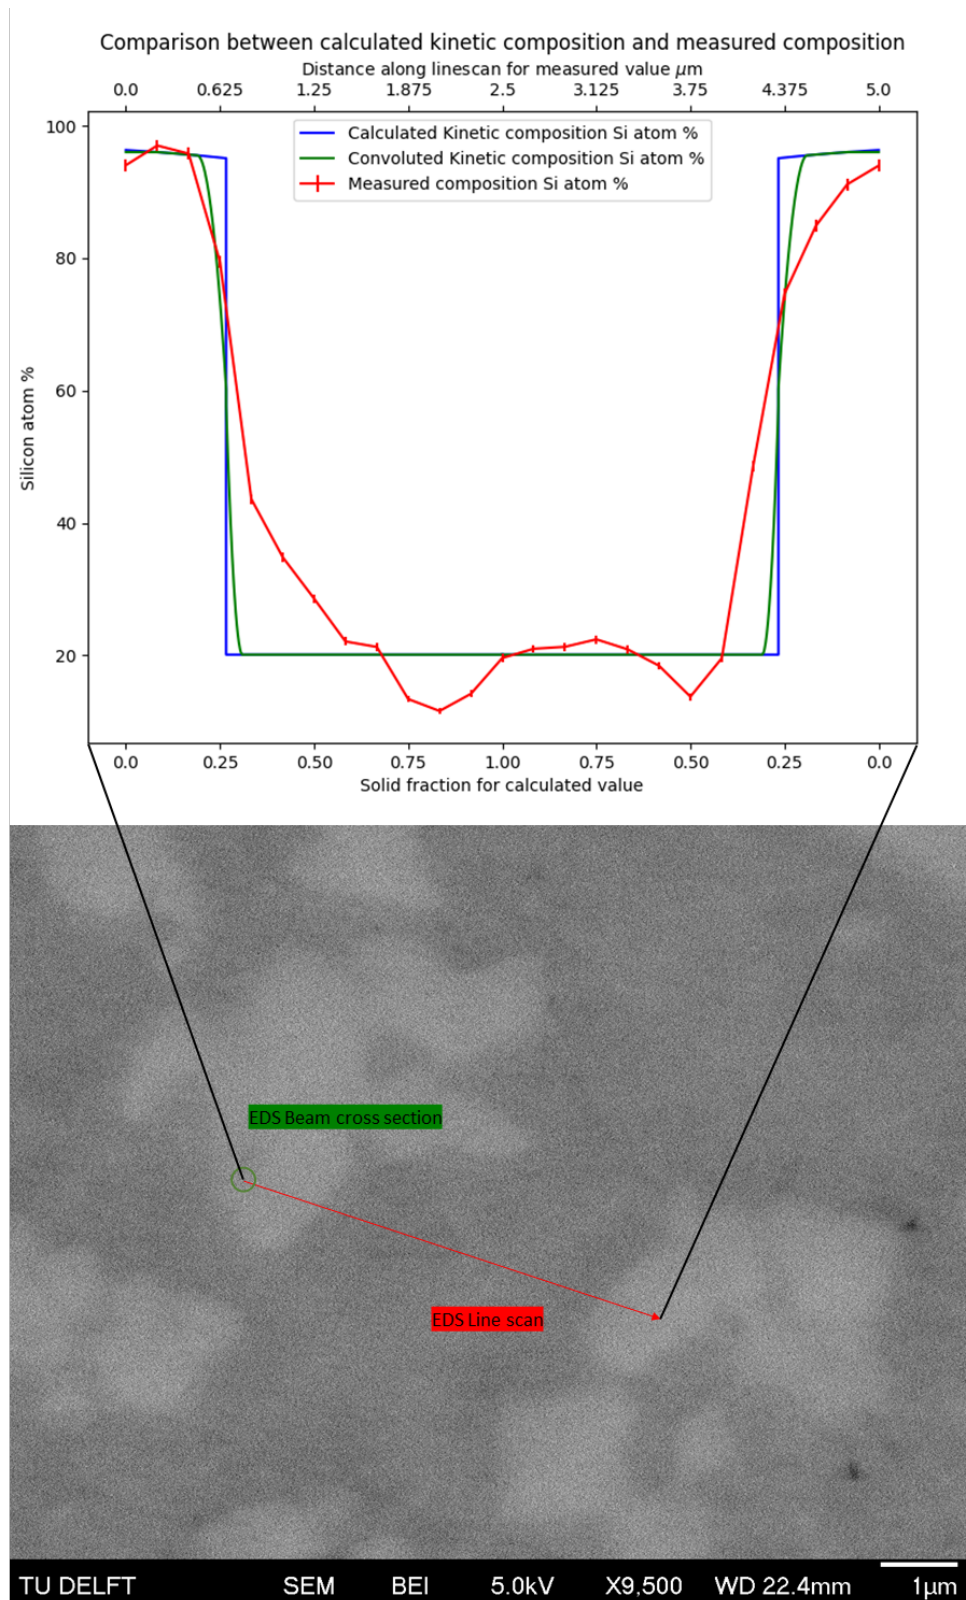 Comparison between calculated kinetic composition and measured composition
Distance along linescan for measured value μm
0.0 0.625 1.25 1.875 2.5 3.125 3.75 4.375 5.0
Calculated Kinetic composition Si atom %
Convoluted Kinetic composition Si atom %
Measured composition Si atom %
100
80
60
40
20
Silicon atom %
0.0 0.25 0.50 0.75 1.00 0.75 0.50 0.25 0.0
Solid fraction for calculated value
EDS Beam cross section
EDS Line scan
TU DELFT SEM BEI 5.0kV X9,500 WD 22.4mm 1μm